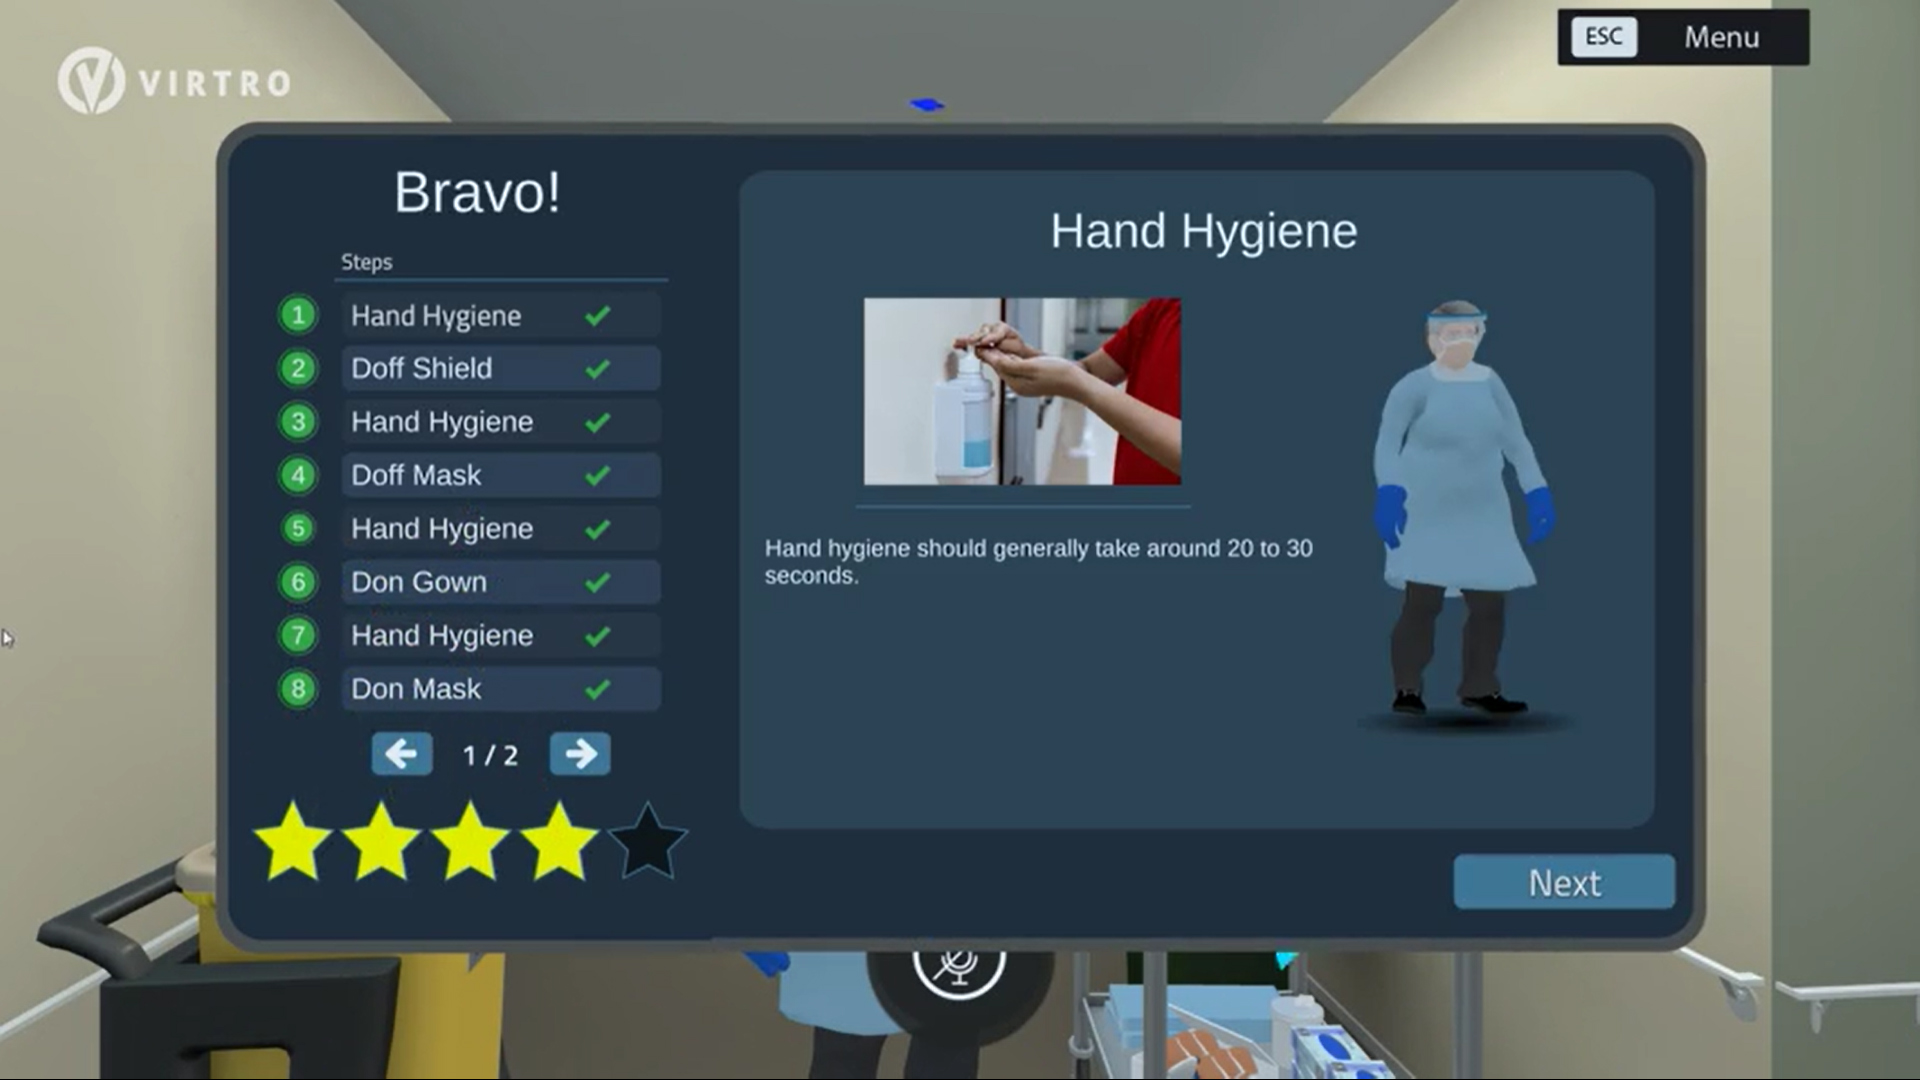 VIRTRO
ESC Menu
Bravo!
Steps
1 Hand Hygiene
2 Doff Shield
3 Hand Hygiene
4 Doff Mask
5 Hand Hygiene
6 Don Gown
7 Hand Hygiene
8 Don Mask
1 / 2
Hand Hygiene
Hand hygiene should generally take around 20 to 30
seconds.
Next